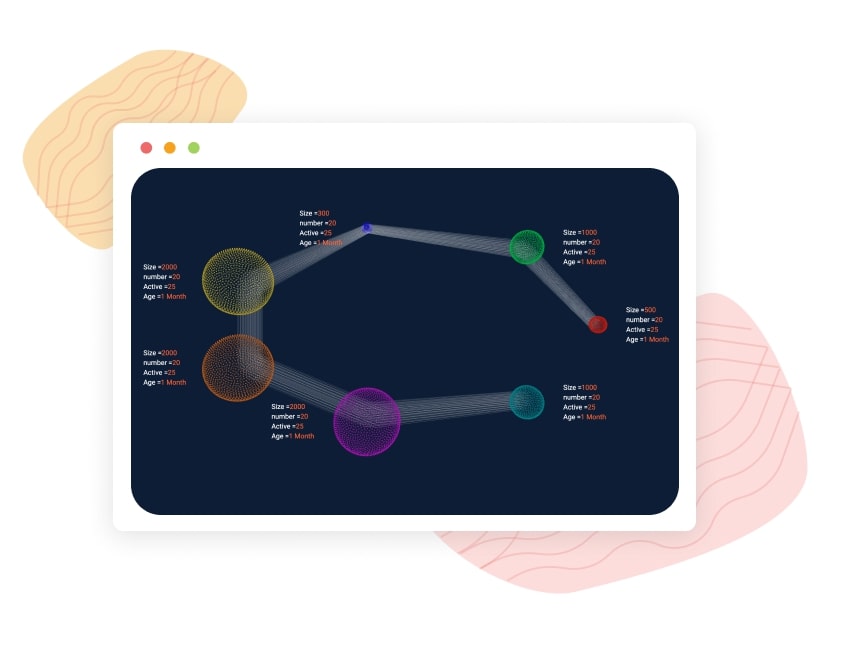 Size =300
number =20
Active =25
Age =1 Month
Size =1000
number =20
Active =25
Age =1 Month
Size =2000
number =20
Active =25
Age =1 Month
Size =500
number =20
Active =25
Age =1 Month
Size =2000
number =20
Active =25
Age =1 Month
Size =1000
number =20
Active =25
Age =1 Month
Size =2000
number =20
Active =25
Age =1 Month